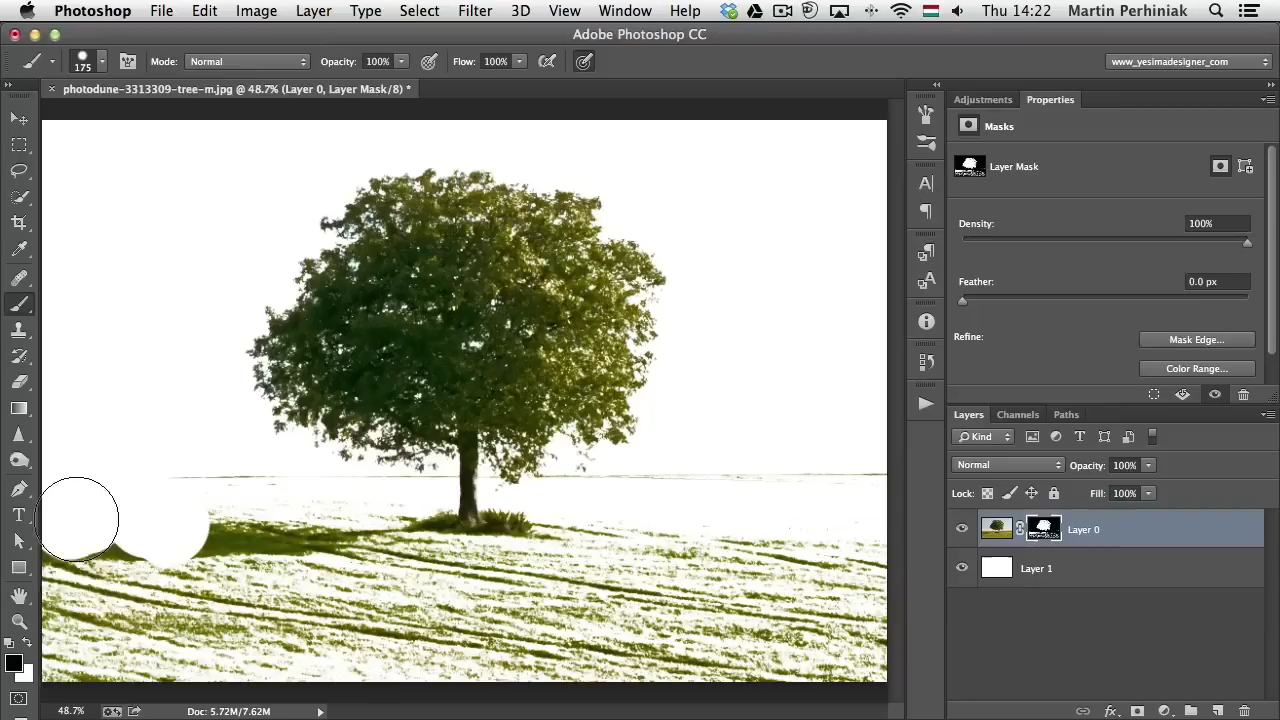 Photoshop File Edit Image Layer Type Select Filter 3D View Window Help Thu 14:22 Martin Perhiniak
Adobe Photoshop CC
175 Mode: Normal Opacity: 100% Flow: 100% www_yesimadesigner_com
× photodune-3313309-tree-m.jpg @ 48.7% (Layer 0, Layer Mask/8) *
Adjustments Properties
Masks
Layer Mask
Density: 100%
Feather: 0.0 px
Refine: Mask Edge...
Color Range...
Layers Channels Paths
Kind
Normal Opacity: 100%
Lock: Fill: 100%
Layer 0
Layer 1
48.7% Doc: 5.72M/7.62M